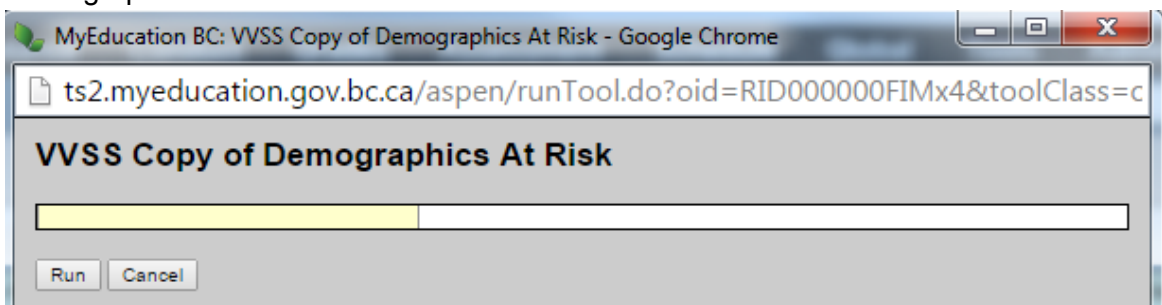 MyEducation BC: VVSS Copy of Demographics At Risk - Google Chrome
ts2.myeducation.gov.bc.ca/aspen/runTool.do?oid=RID000000FIMx4&toolClass=c
VVSS Copy of Demographics At Risk
Run Cancel